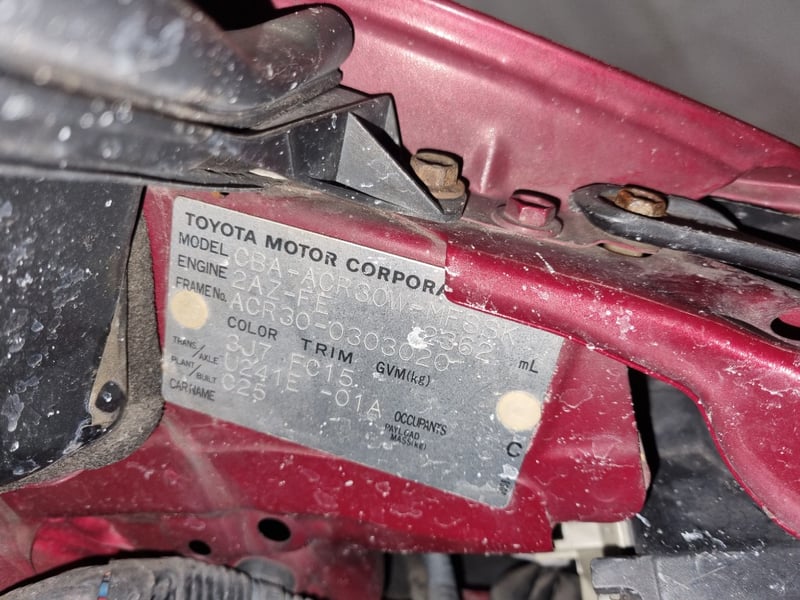 TOYOTA MOTOR CORPORA
MODEL CBA-ACR30W-MFSSK
ENGINE 2AZ-FE 2362 mL
FRAME No. ACR30-0303020
COLOR TRIM GVM(kg)
3Q7 FC15
TRANS./AXLE U241E -01A
PLANT/BUILT C25
CAR NAME
OCCUPANTS
PAYLOAD MASS(kg)
C